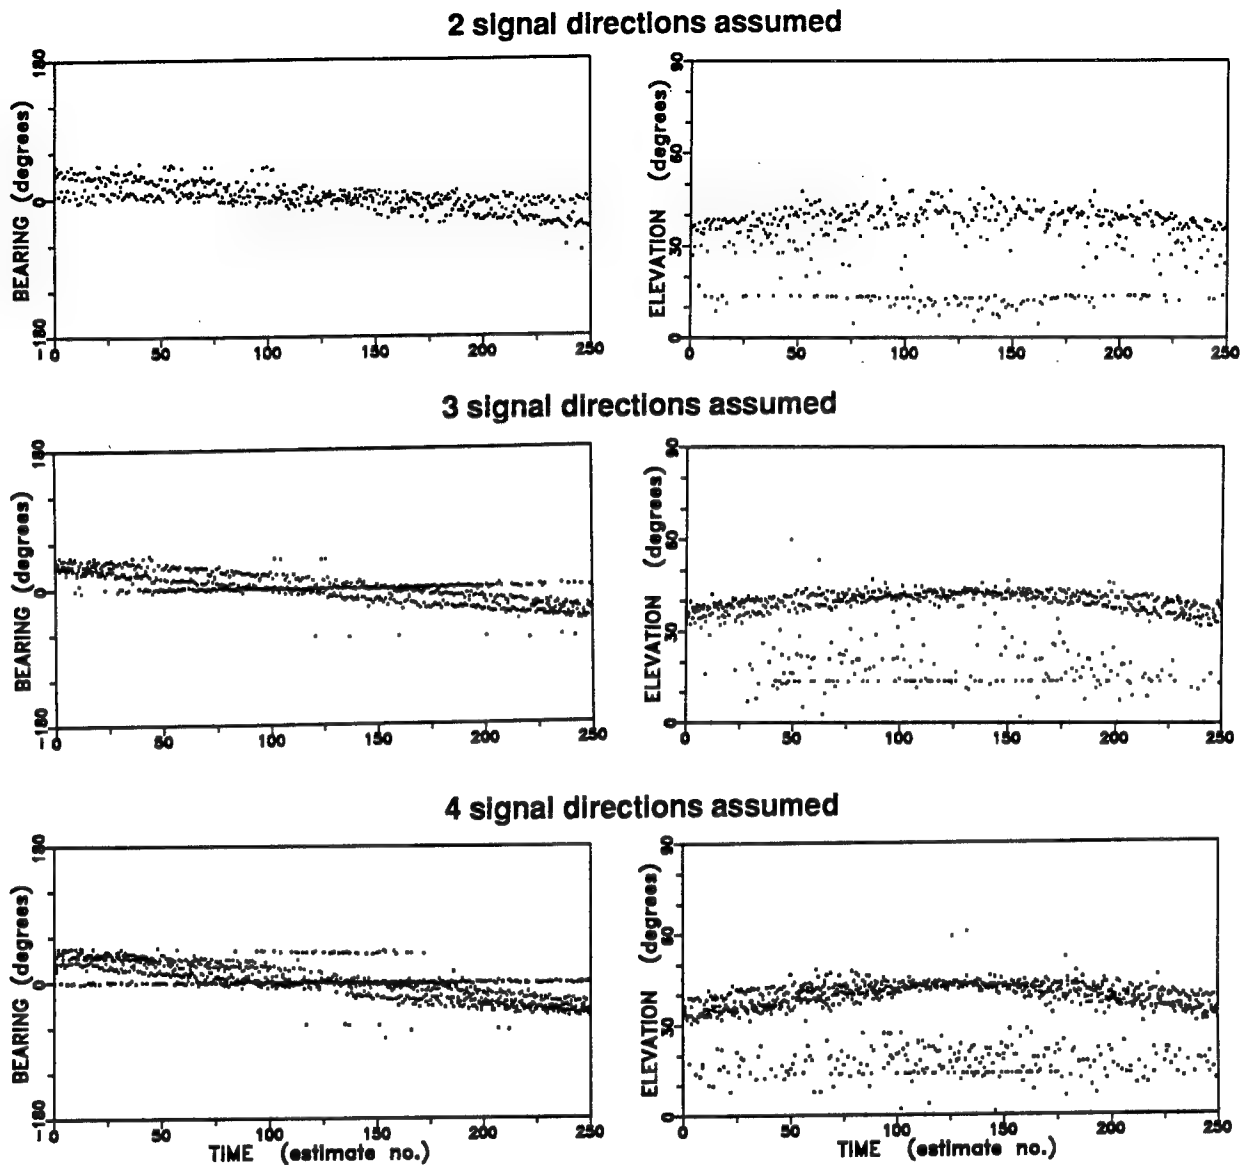 2 signal directions assumed
BEARING (degrees)
180
0
-180
0 50 100 150 200 250
ELEVATION (degrees)
90
60
30
0
0 50 100 150 200 250
3 signal directions assumed
BEARING (degrees)
180
0
-180
0 50 100 150 200 250
ELEVATION (degrees)
90
60
30
0
0 50 100 150 200 250
4 signal directions assumed
BEARING (degrees)
180
0
-180
0 50 100 150 200 250
TIME (estimate no.)
ELEVATION (degrees)
90
60
30
0
0 50 100 150 200 250
TIME (estimate no.)